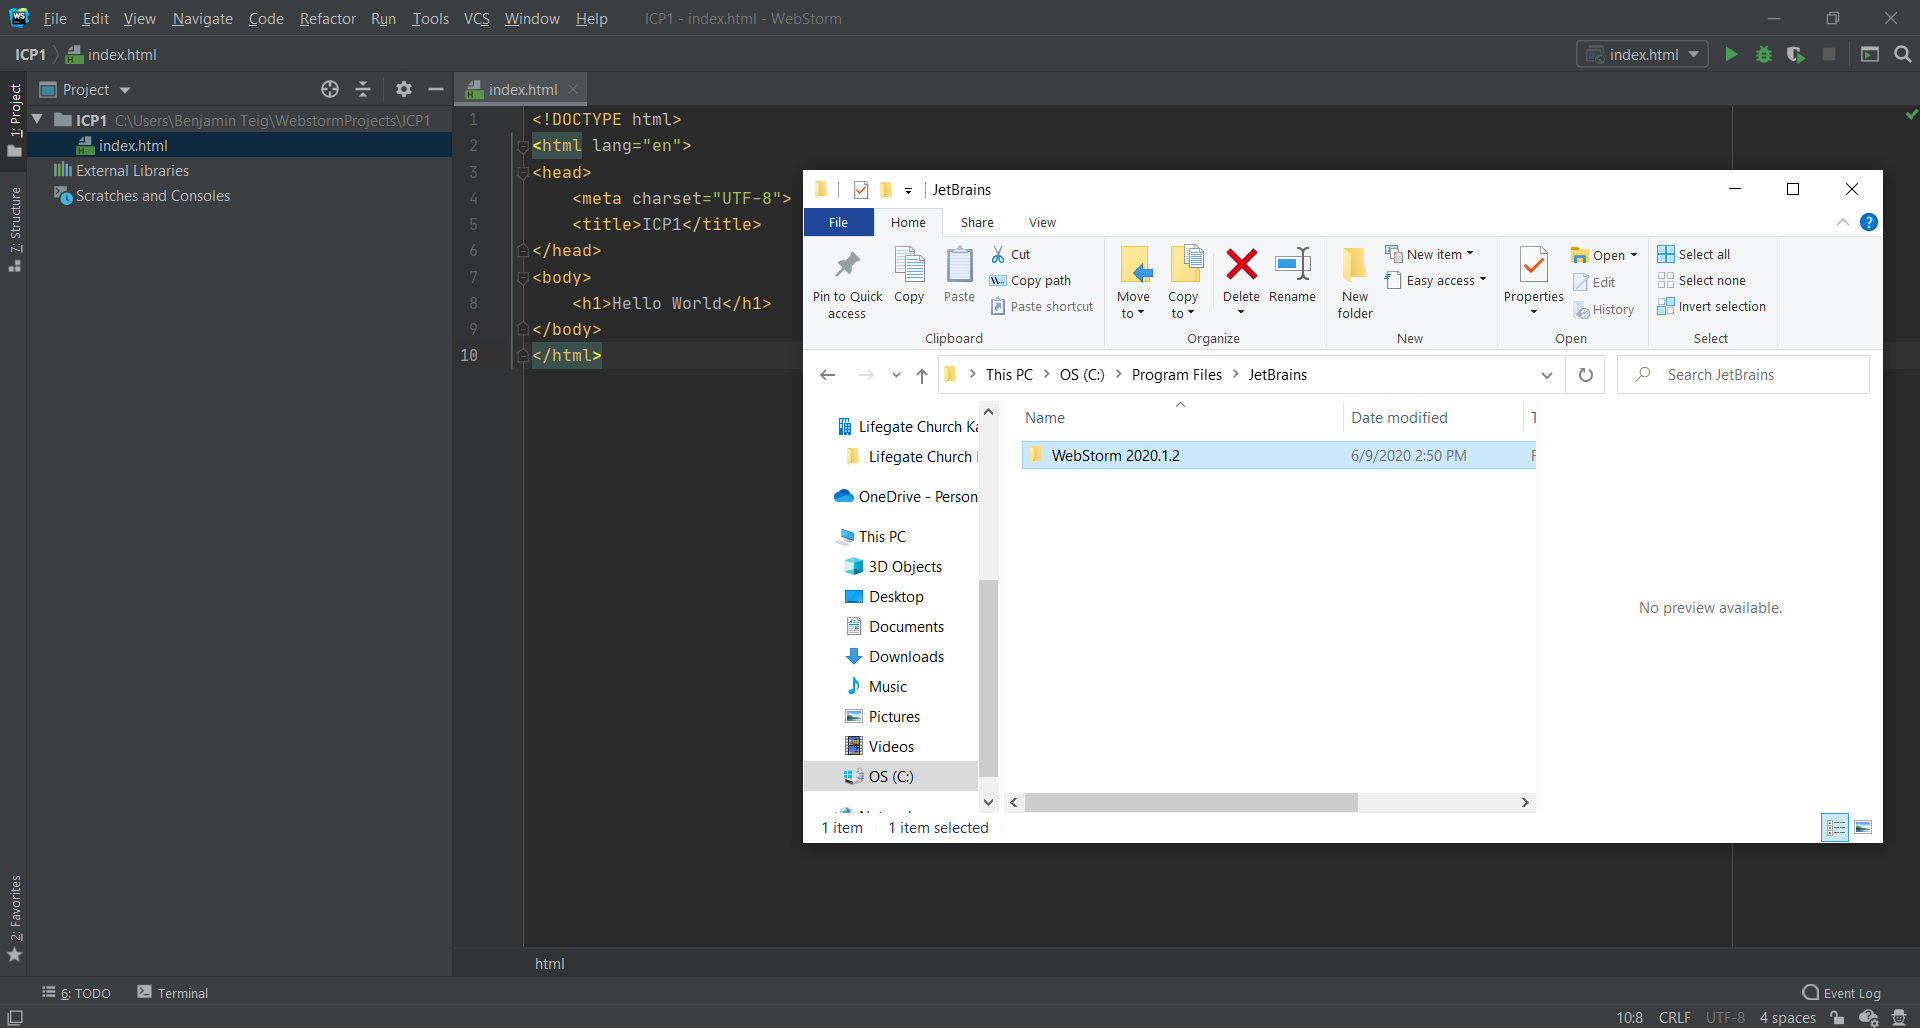 File Edit View Navigate Code Refactor Run Tools VCS Window Help ICP1 - index.html - WebStorm
ICP1 index.html
index.html
Project
index.html
1: Project
7: Structure
2: Favorites
ICP1 C:\Users\Benjamin Teig\WebstormProjects\ICP1
index.html
External Libraries
Scratches and Consoles
1 <!DOCTYPE html>
2 <html lang="en">
3 <head>
4 <meta charset="UTF-8">
5 <title>ICP1</title>
6 </head>
7 <body>
8 <h1>Hello World</h1>
9 </body>
10 </html>
JetBrains
File Home Share View
Pin to Quick access
Copy
Paste
Cut
Copy path
Paste shortcut
Clipboard
Move to
Copy to
Delete
Rename
Organize
New folder
New item
Easy access
New
Properties
Open
Edit
History
Open
Select all
Select none
Invert selection
Select
This PC OS (C:) Program Files JetBrains
Search JetBrains
Lifegate Church Ka
Lifegate Church
OneDrive - Person
This PC
3D Objects
Desktop
Documents
Downloads
Music
Pictures
Videos
OS (C:)
Name Date modified
WebStorm 2020.1.2 6/9/2020 2:50 PM
No preview available.
1 item 1 item selected
html
6: TODO Terminal
Event Log
10:8 CRLF UTF-8 4 spaces